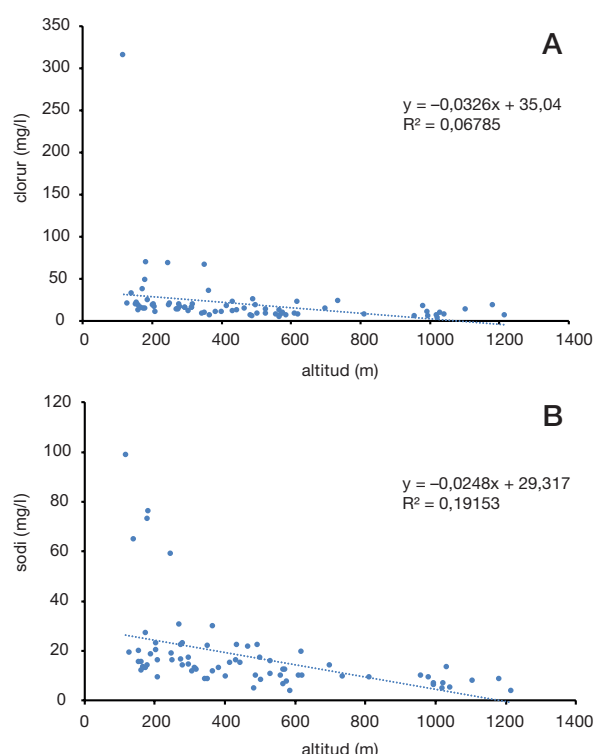 A
350
300
250
200
150
100
50
0
clorur (mg/l)
y = –0,0326x + 35,04
R² = 0,06785
0 200 400 600 800 1000 1200 1400
altitud (m)
B
120
100
80
60
40
20
0
sodi (mg/l)
y = –0,0248x + 29,317
R² = 0,19153
0 200 400 600 800 1000 1200 1400
altitud (m)